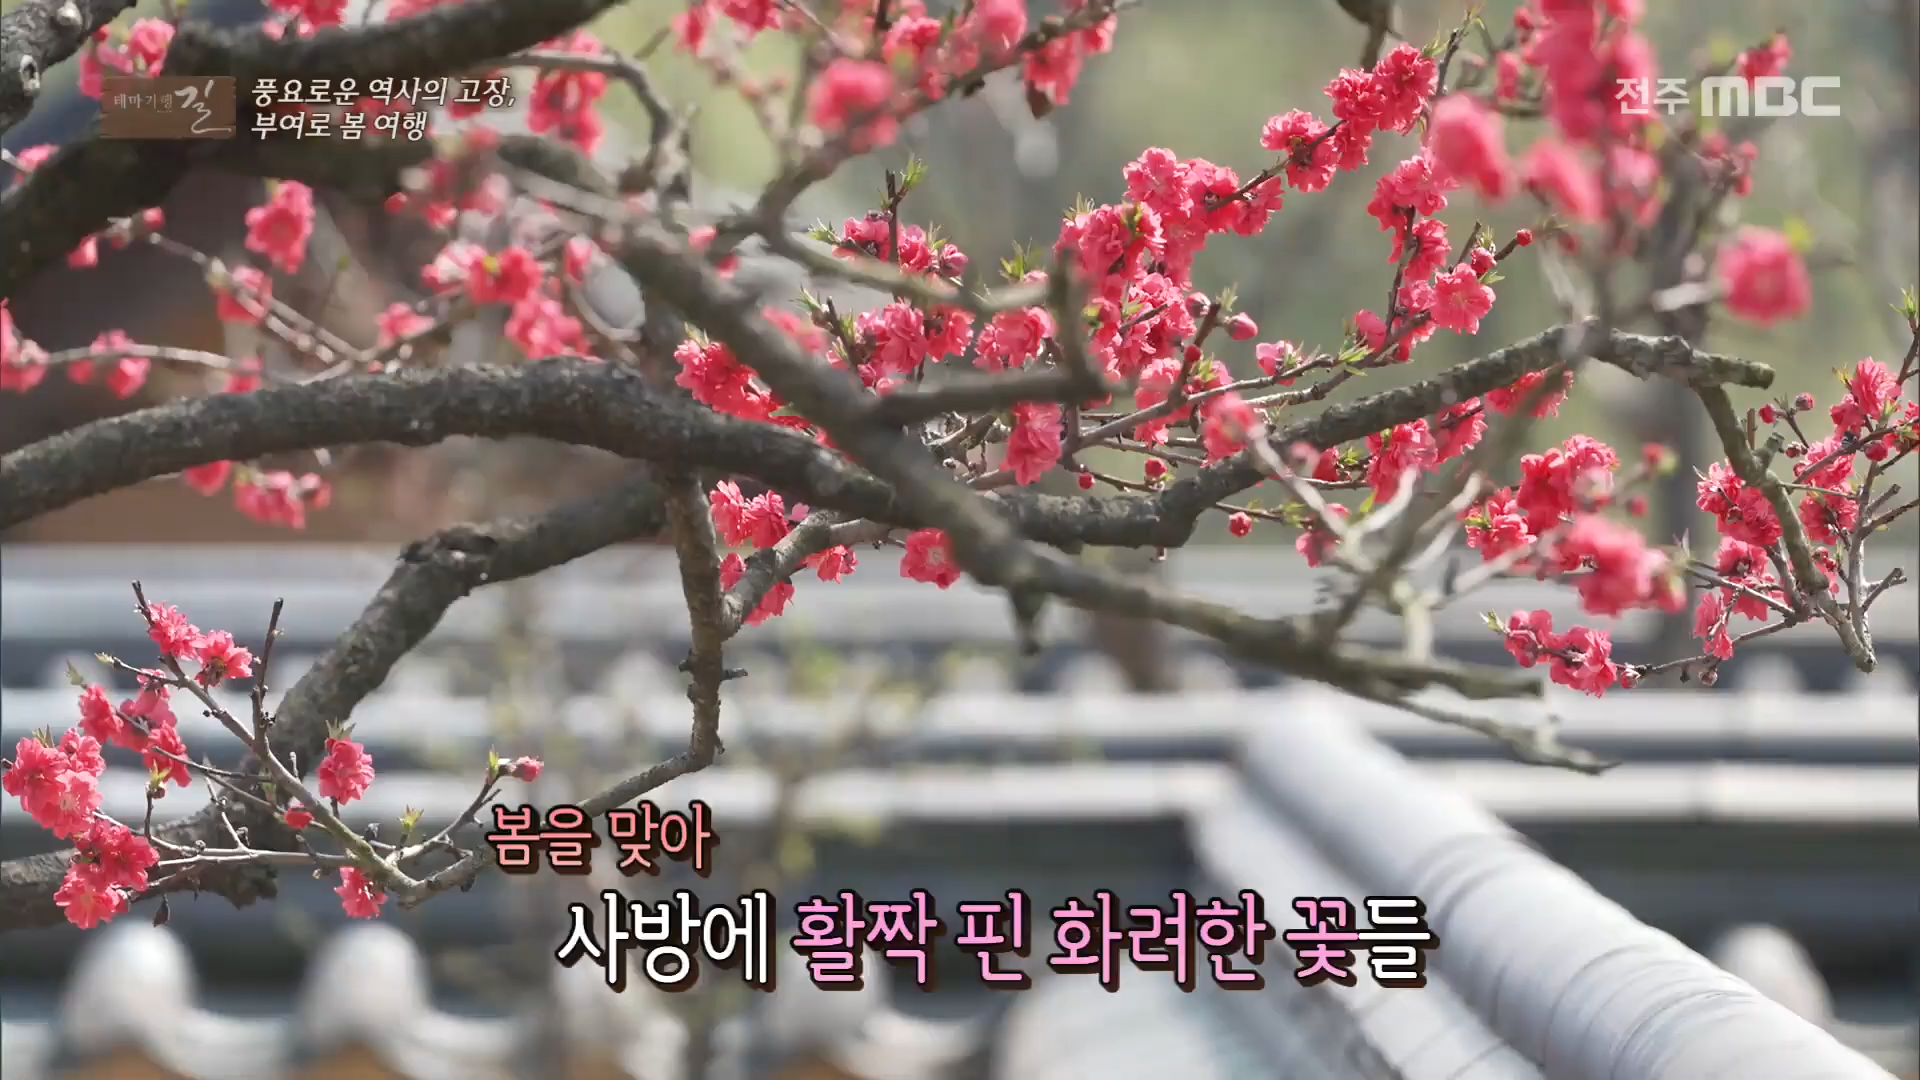 테마기행 길
풍요로운 역사의 고장,
부여로 봄 여행
전주 MBC
봄을 맞아
사방에 활짝 핀 화려한 꽃들